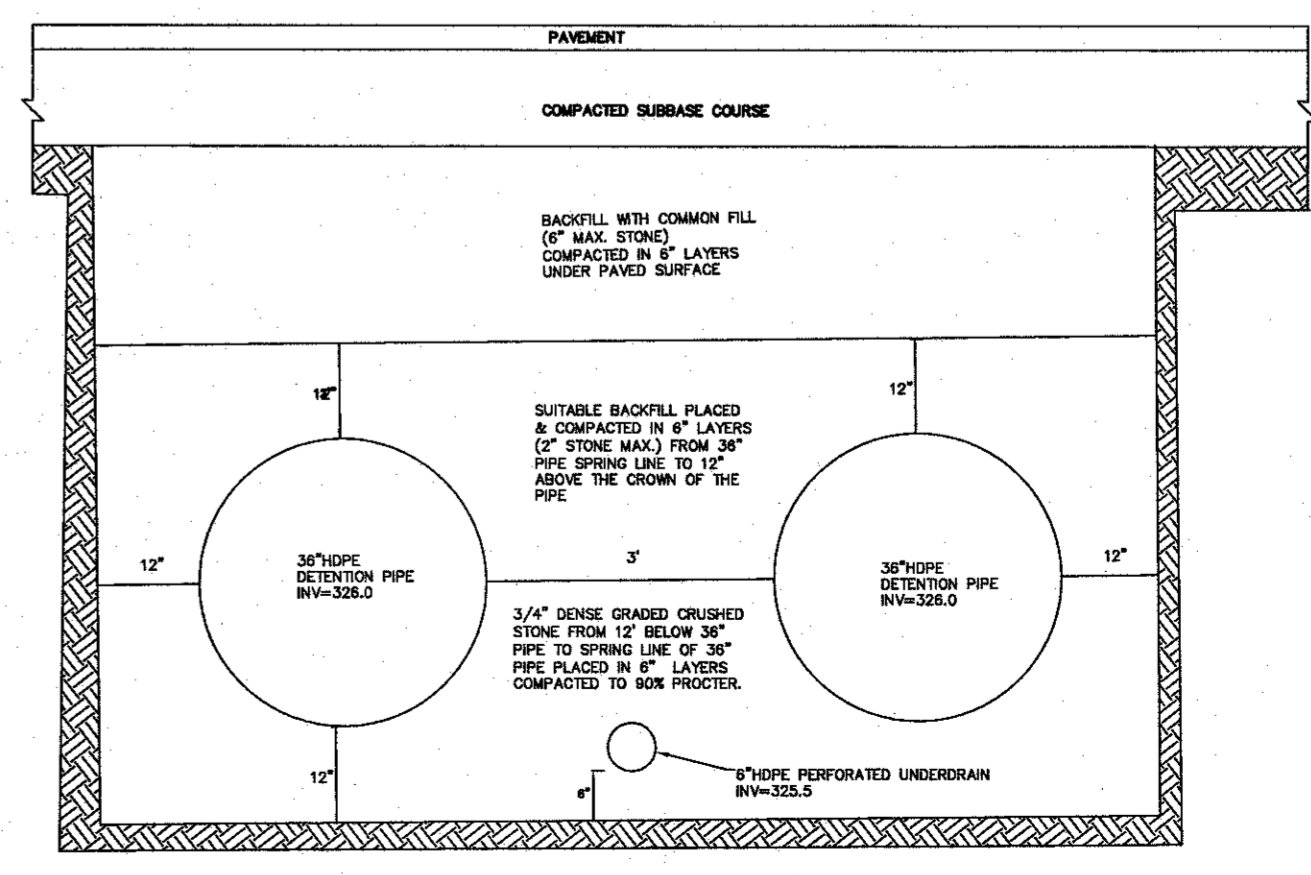 PAVEMENT
COMPACTED SUBBASE COURSE
BACKFILL WITH COMMON FILL
(6" MAX. STONE)
COMPACTED IN 6" LAYERS
UNDER PAVED SURFACE
12"
12"
SUITABLE BACKFILL PLACED
& COMPACTED IN 6" LAYERS
(2" STONE MAX.) FROM 36"
PIPE SPRING LINE TO 12"
ABOVE THE CROWN OF THE
PIPE
12"
36"HDPE
DETENTION PIPE
INV=326.0
3'
36"HDPE
DETENTION PIPE
INV=326.0
12"
3/4" DENSE GRADED CRUSHED
STONE FROM 12' BELOW 36"
PIPE TO SPRING LINE OF 36"
PIPE PLACED IN 6" LAYERS
COMPACTED TO 90% PROCTER.
12"
6"
6"HDPE PERFORATED UNDERDRAIN
INV=325.5